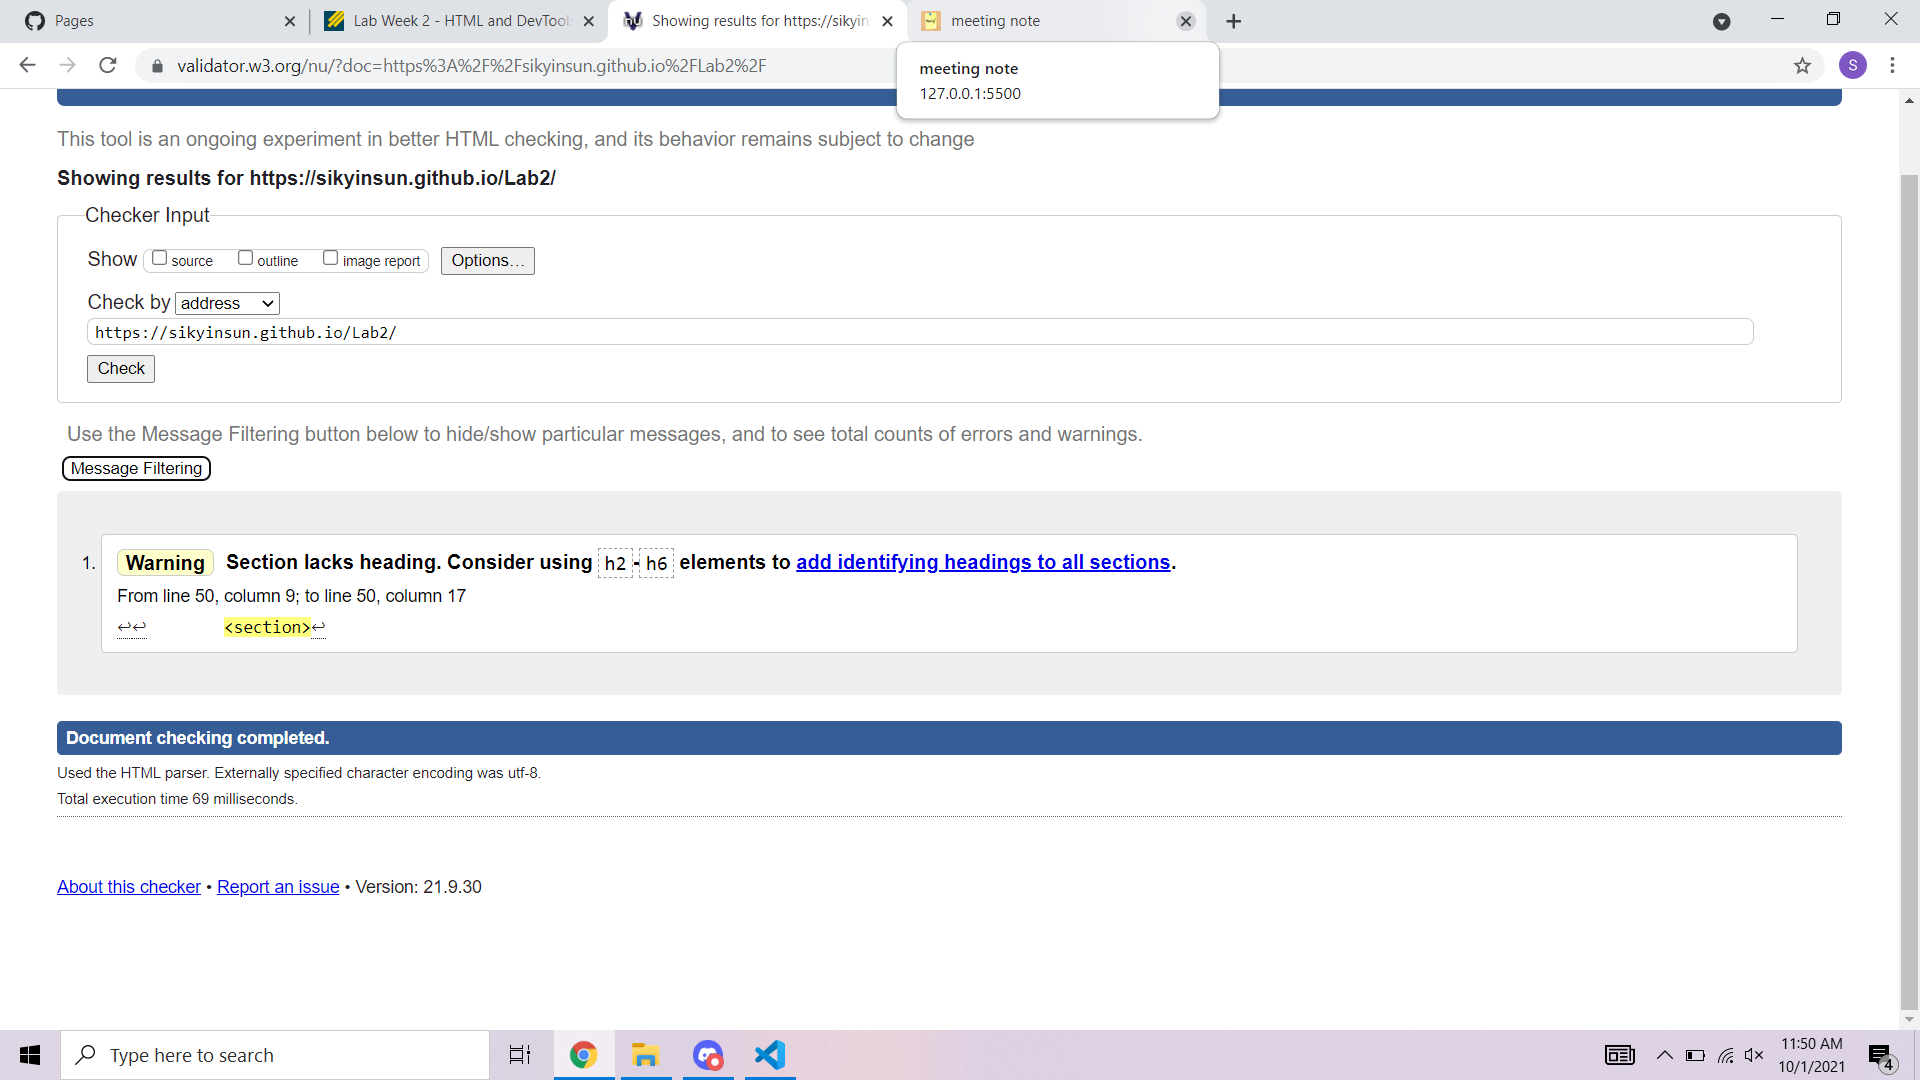 Pages
Lab Week 2 - HTML and DevTools
Showing results for https://sikyin
meeting note
validator.w3.org/nu/?doc=https%3A%2F%2Fsikyinsun.github.io%2FLab2%2F
S
meeting note
127.0.0.1:5500
This tool is an ongoing experiment in better HTML checking, and its behavior remains subject to change
Showing results for https://sikyinsun.github.io/Lab2/
Checker Input
Show source outline image report Options...
Check by address
https://sikyinsun.github.io/Lab2/
Check
Use the Message Filtering button below to hide/show particular messages, and to see total counts of errors and warnings.
Message Filtering
1. Warning Section lacks heading. Consider using h2-h6 elements to add identifying headings to all sections.
From line 50, column 9; to line 50, column 17
↩↩ <section>↩
Document checking completed.
Used the HTML parser. Externally specified character encoding was utf-8.
Total execution time 69 milliseconds.
About this checker • Report an issue • Version: 21.9.30
Type here to search
11:50 AM
10/1/2021
4